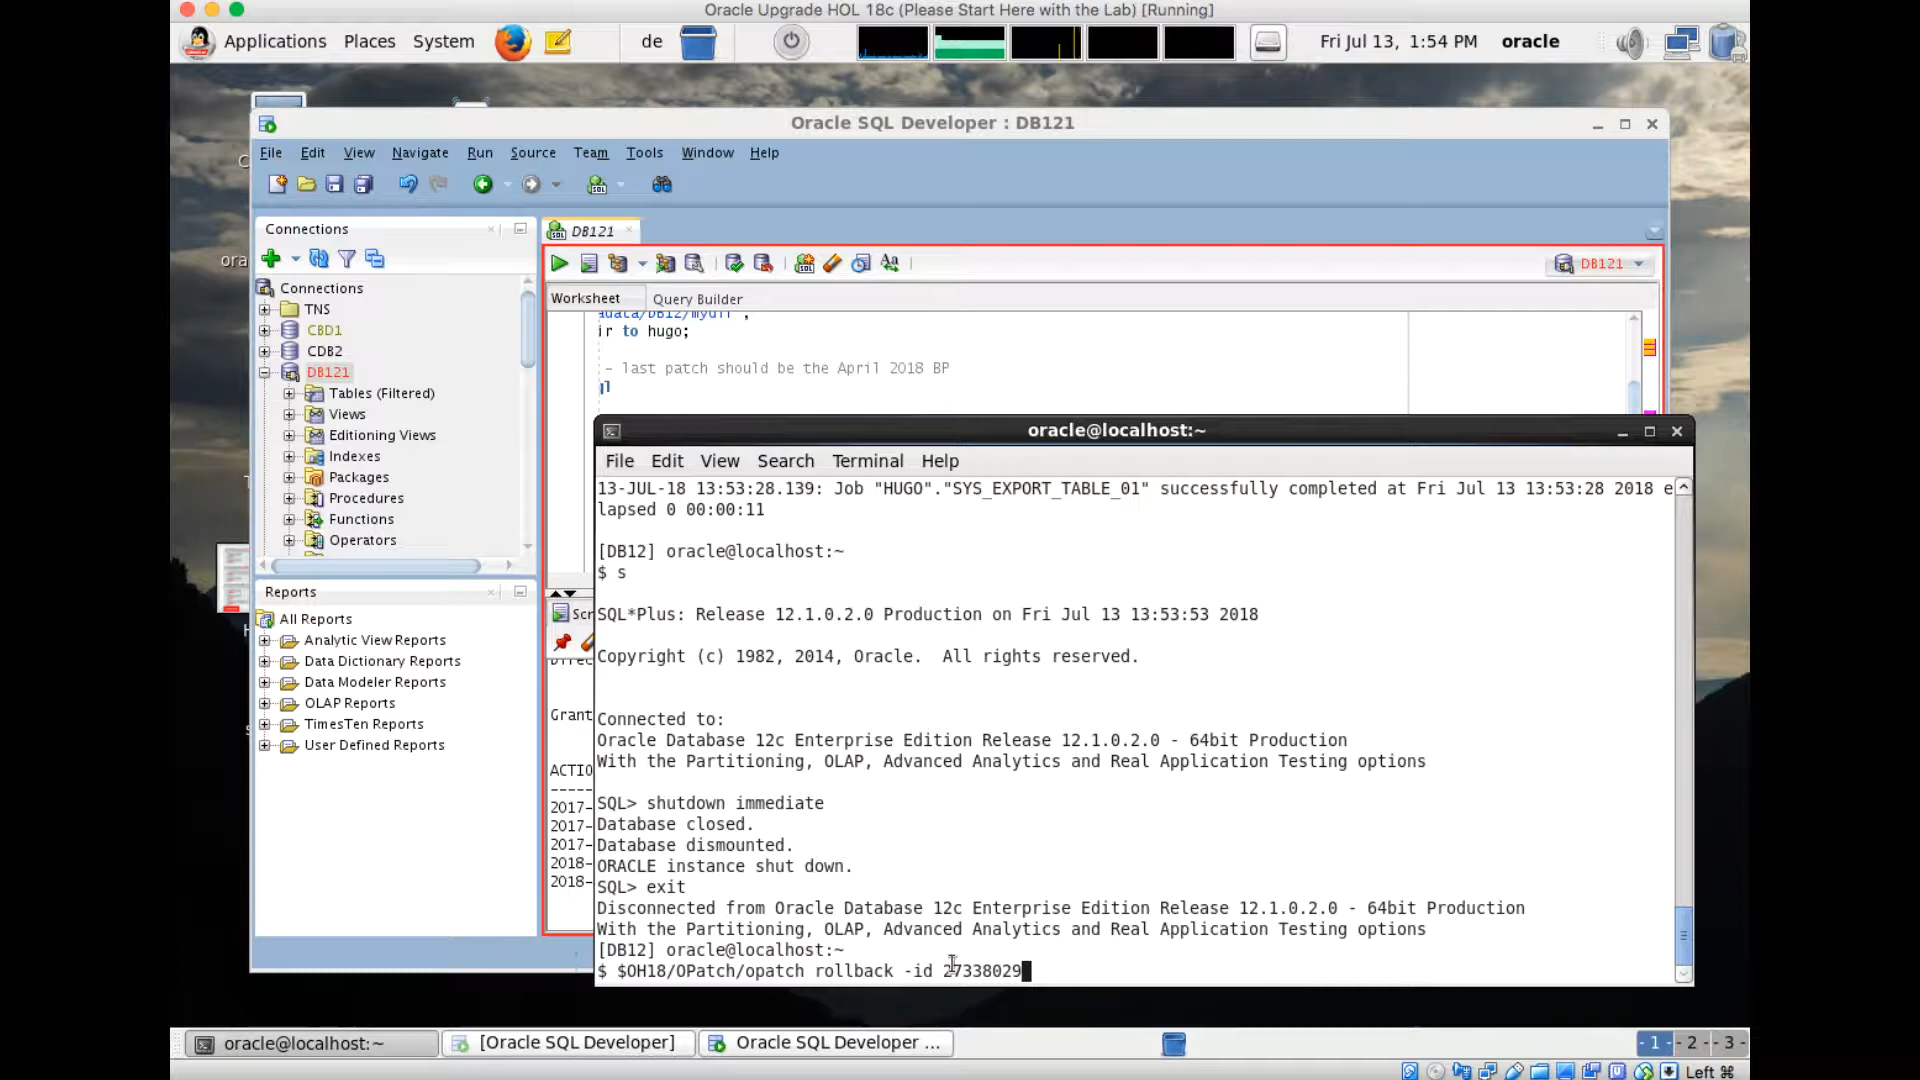 Oracle Upgrade HOL 18c (Please Start Here with the Lab) [Running]
Applications Places System de Fri Jul 13, 1:54 PM oracle
Oracle SQL Developer : DB121
File Edit View Navigate Run Source Team Tools Window Help
Connections
DB121
DB121
Worksheet Query Builder
Connections
TNS
CBD1
CDB2
DB121
Tables (Filtered)
Views
Editioning Views
Indexes
Packages
Procedures
Functions
Operators
ir to hugo;
- last patch should be the April 2018 BP
Reports
All Reports
Analytic View Reports
Data Dictionary Reports
Data Modeler Reports
OLAP Reports
TimesTen Reports
User Defined Reports
Grant
ACTIO
2017-
2017-
2017-
2018-
2018-
oracle@localhost:~
File Edit View Search Terminal Help
13-JUL-18 13:53:28.139: Job "HUGO"."SYS_EXPORT_TABLE_01" successfully completed at Fri Jul 13 13:53:28 2018 e
lapsed 0 00:00:11
[DB12] oracle@localhost:~
$ s
SQL*Plus: Release 12.1.0.2.0 Production on Fri Jul 13 13:53:53 2018
Copyright (c) 1982, 2014, Oracle.  All rights reserved.
Connected to:
Oracle Database 12c Enterprise Edition Release 12.1.0.2.0 - 64bit Production
With the Partitioning, OLAP, Advanced Analytics and Real Application Testing options
SQL> shutdown immediate
Database closed.
Database dismounted.
ORACLE instance shut down.
SQL> exit
Disconnected from Oracle Database 12c Enterprise Edition Release 12.1.0.2.0 - 64bit Production
With the Partitioning, OLAP, Advanced Analytics and Real Application Testing options
[DB12] oracle@localhost:~
$ $OH18/OPatch/opatch rollback -id 27338029
oracle@localhost:~ [Oracle SQL Developer] Oracle SQL Developer ... - 1 - - 2 - - 3 -
Left ⌘